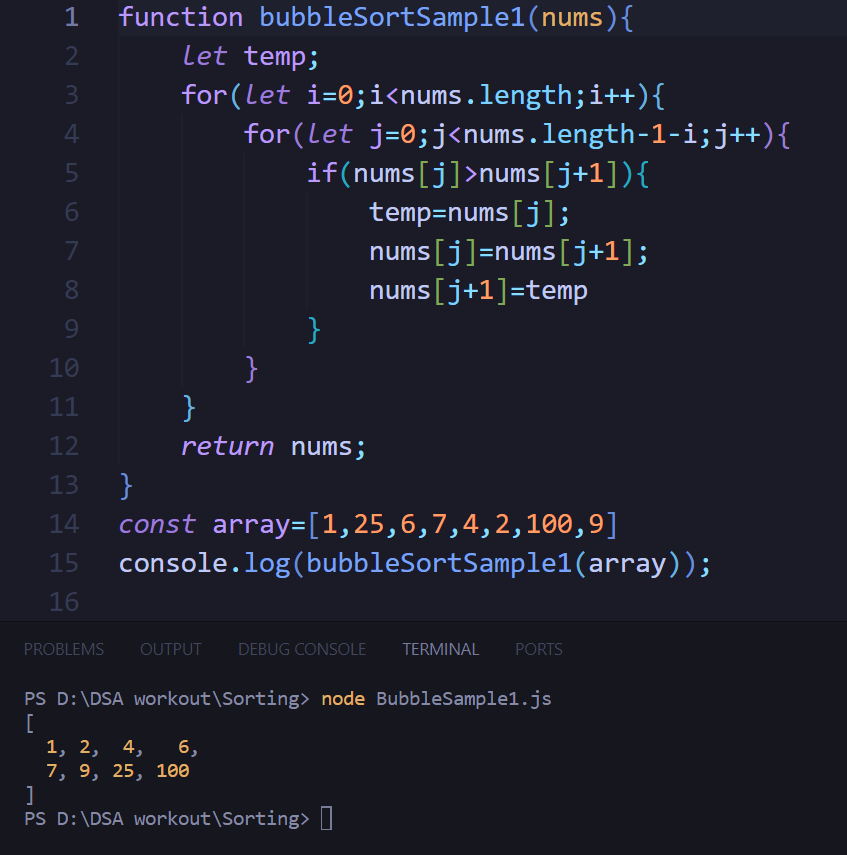 1 function bubbleSortSample1(nums){
2     let temp;
3     for(let i=0;i<nums.length;i++){
4         for(let j=0;j<nums.length-1-i;j++){
5             if(nums[j]>nums[j+1]){
6                 temp=nums[j];
7                 nums[j]=nums[j+1];
8                 nums[j+1]=temp
9             }
10         }
11     }
12     return nums;
13 }
14 const array=[1,25,6,7,4,2,100,9]
15 console.log(bubbleSortSample1(array));
16
PROBLEMS OUTPUT DEBUG CONSOLE TERMINAL PORTS
PS D:\DSA workout\Sorting> node BubbleSample1.js
[
  1, 2,  4,   6,
  7, 9, 25, 100
]
PS D:\DSA workout\Sorting>